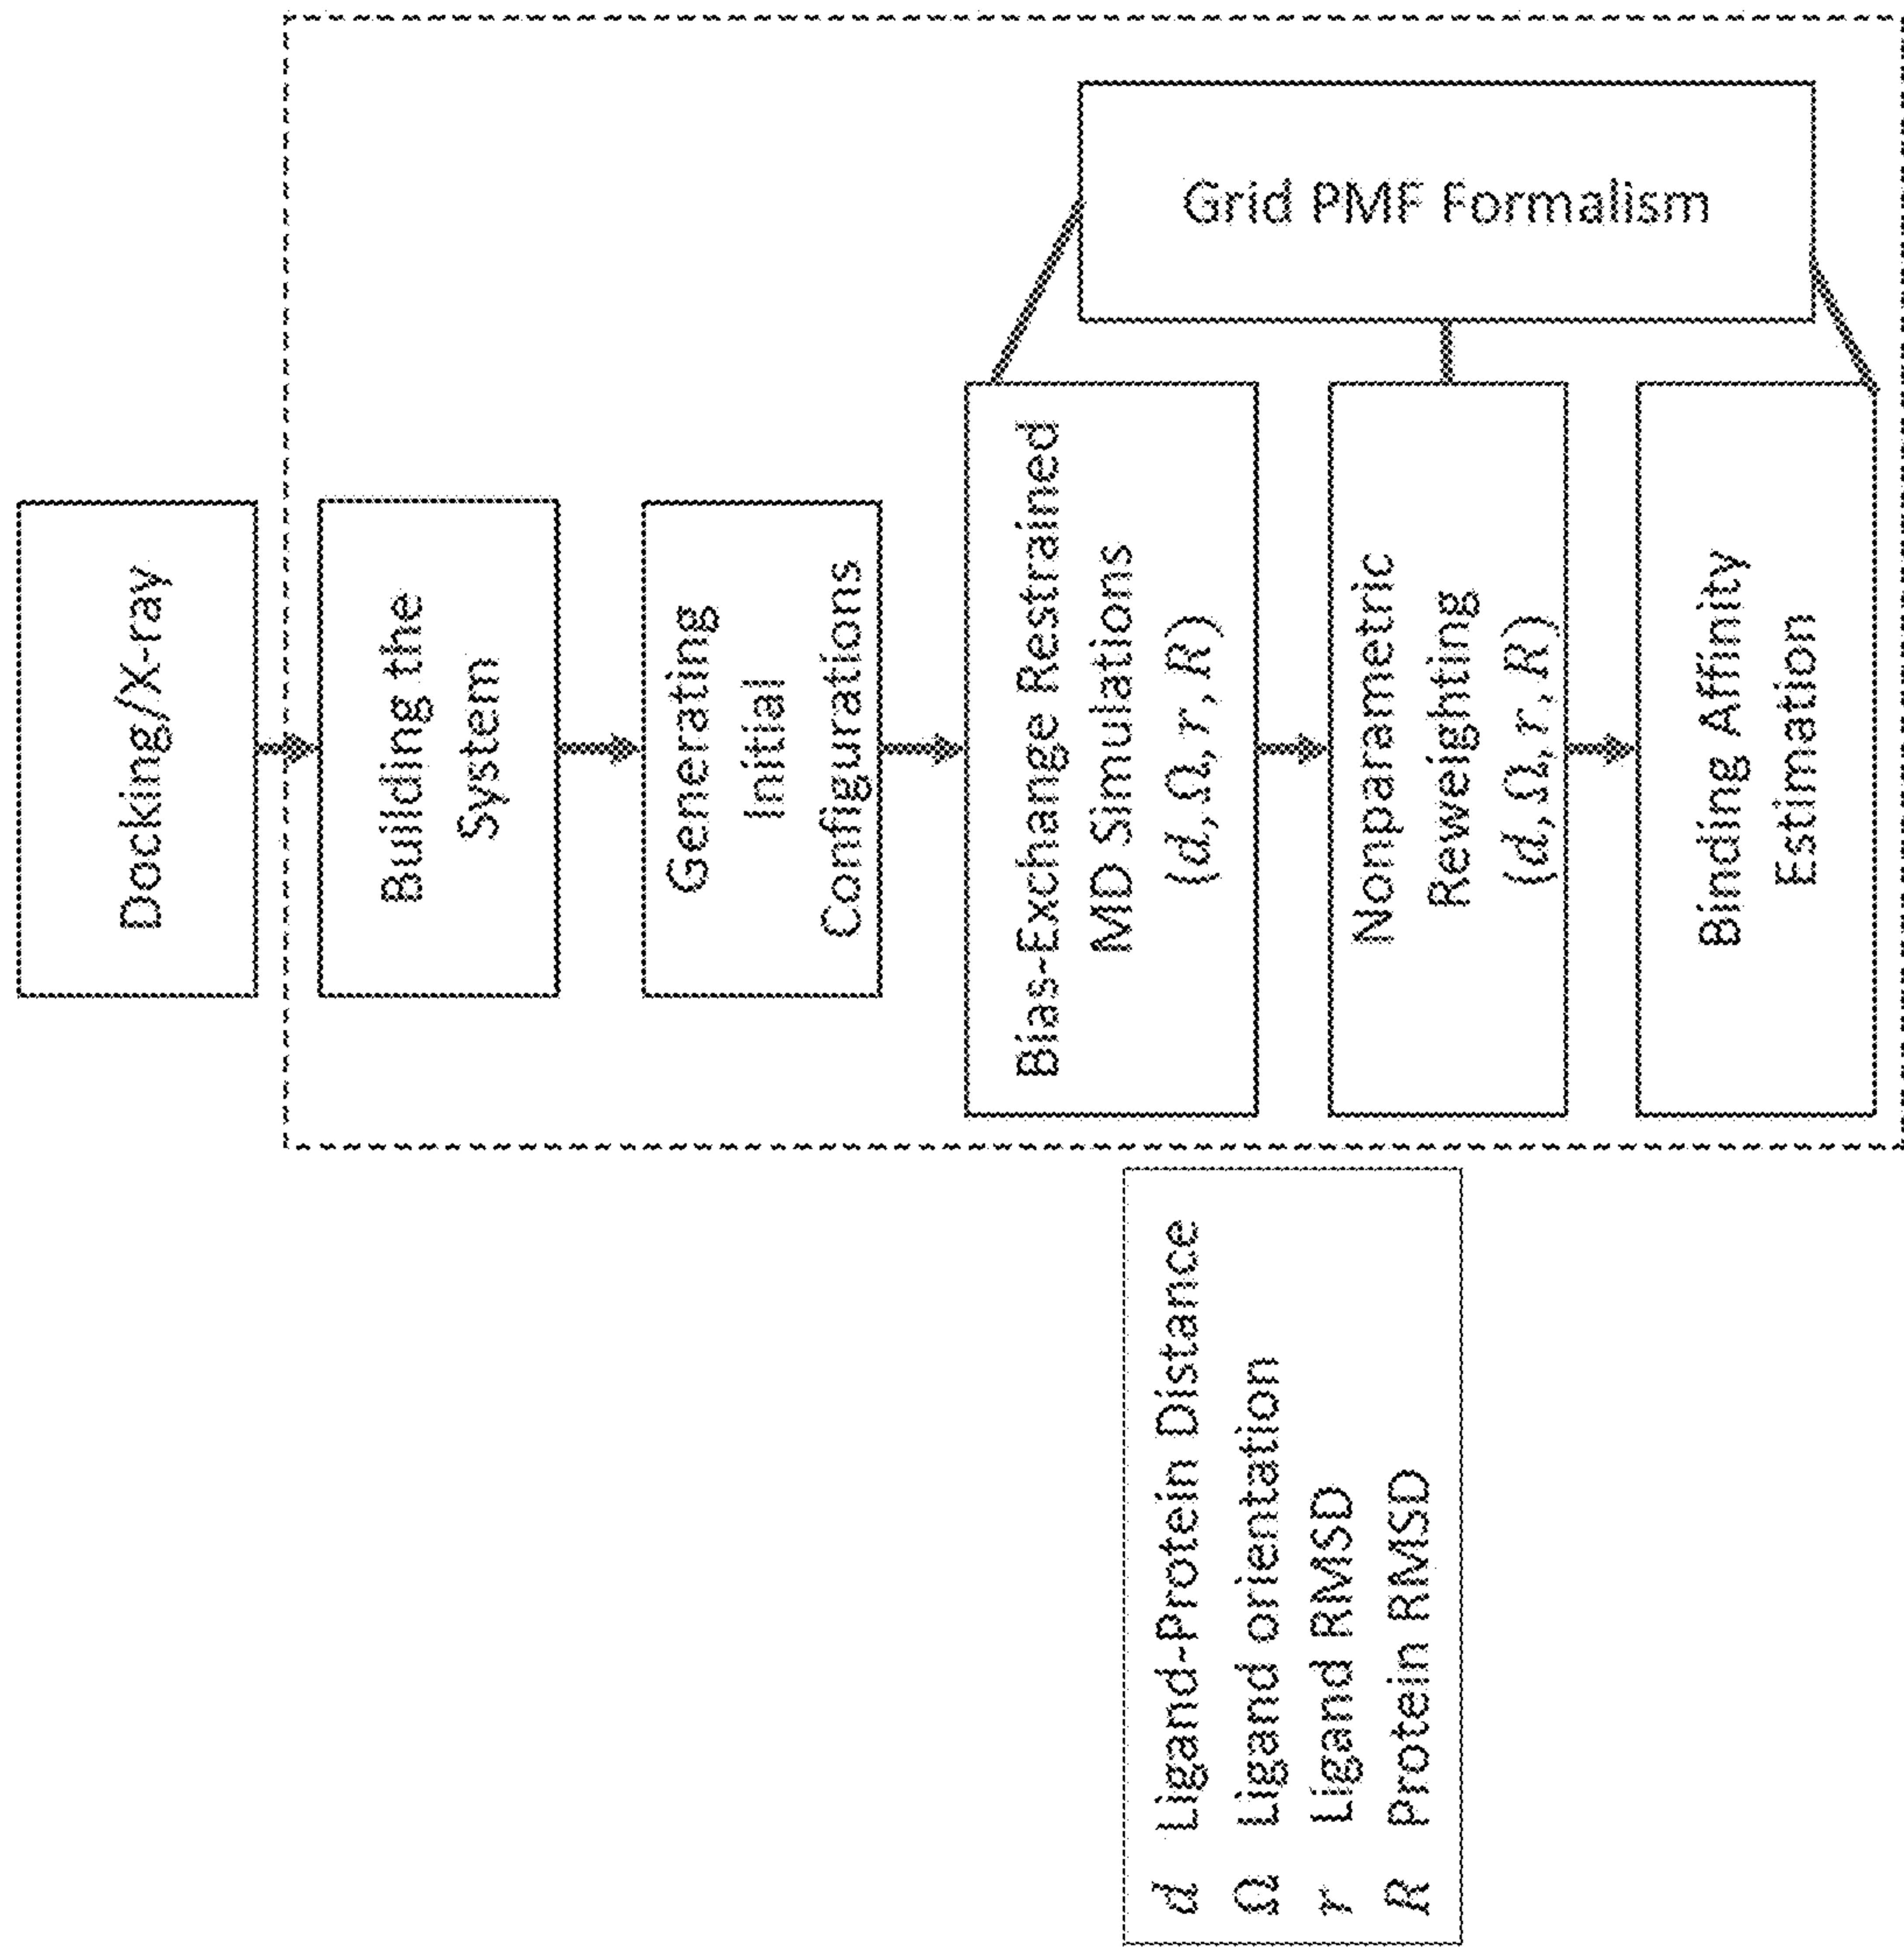 Docking/X-ray
Building the
System
Generating
Initial
Configurations
Bias-Exchange Restrained
MD Simulations
(d, Ω, r, R)
Nonparametric
Reweighting
(d, Ω, r, R)
Binding Affinity
Estimation
Grid PMF Formalism
d Ligand-Protein Distance
Ω Ligand orientation
r Ligand RMSD
R Protein RMSD